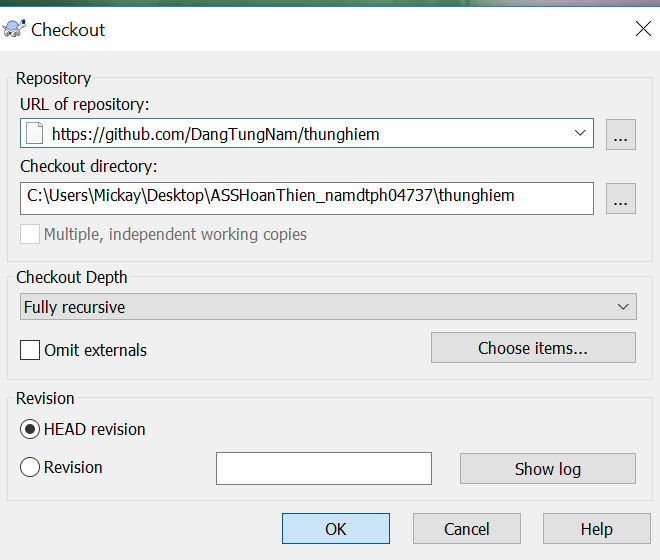 Checkout
Repository
URL of repository:
https://github.com/DangTungNam/thunghiem
...
Checkout directory:
C:\Users\Mickay\Desktop\ASSHoanThien_namdtph04737\thunghiem
...
Multiple, independent working copies
Checkout Depth
Fully recursive
Omit externals
Choose items...
Revision
HEAD revision
Revision
Show log
OK
Cancel
Help